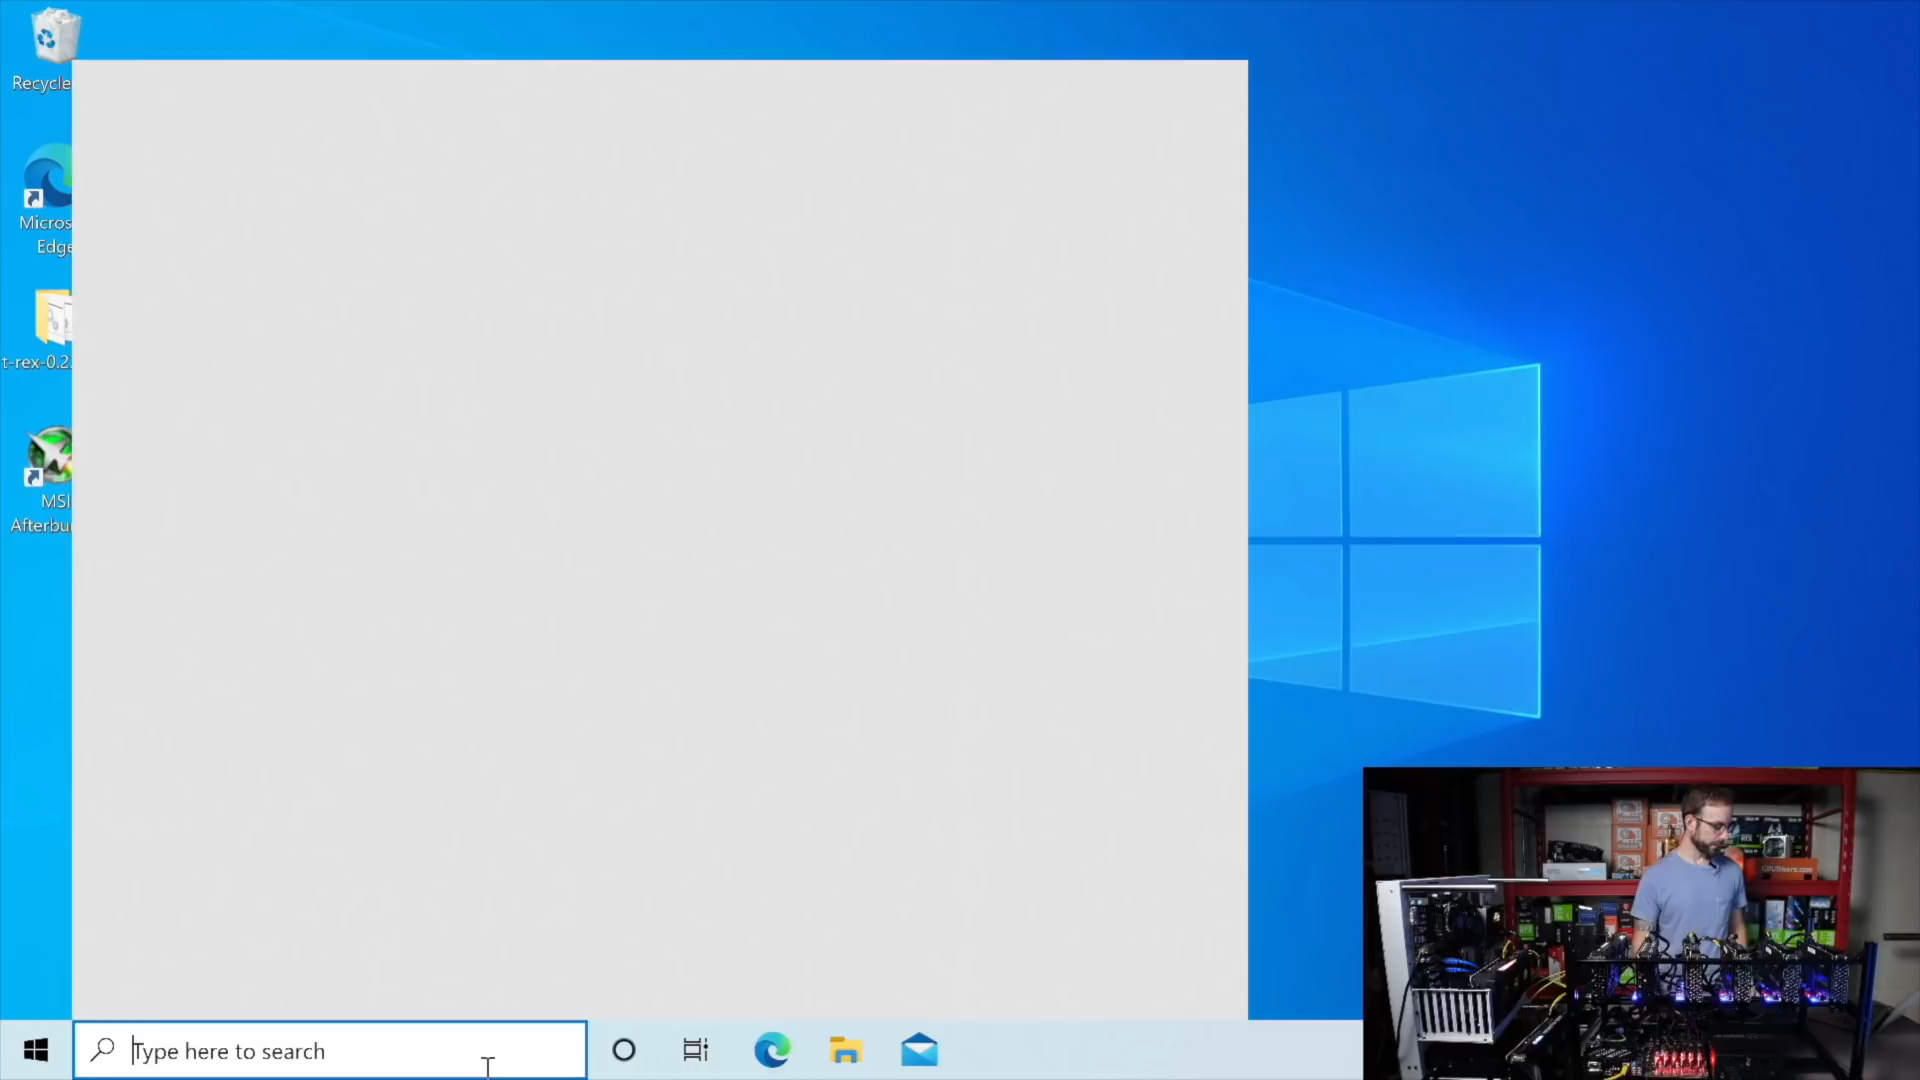 Recycle
Micros
Edge
t-rex-0.2
MSI
Afterbu
Type here to search